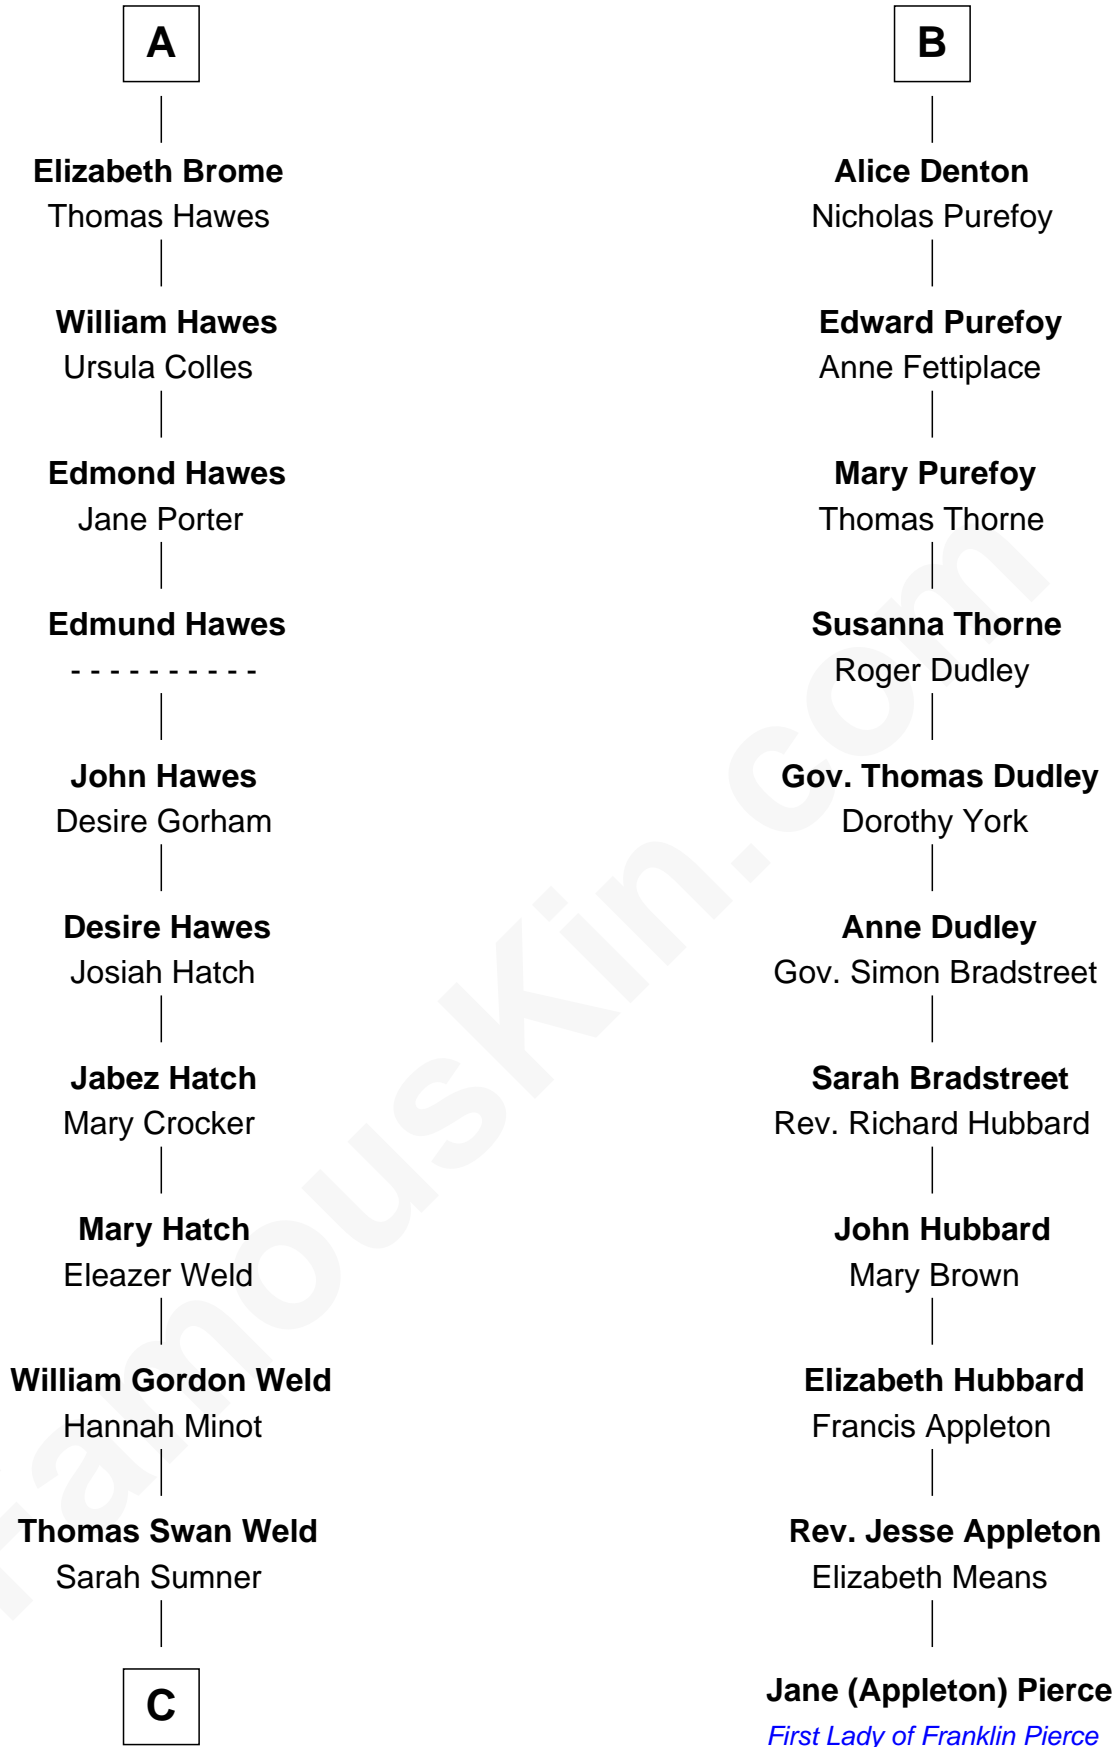 A
Elizabeth Brome
Thomas Hawes
William Hawes
Ursula Colles
Edmond Hawes
Jane Porter
Edmund Hawes
- - - - - - - - - -
John Hawes
Desire Gorham
Desire Hawes
Josiah Hatch
Jabez Hatch
Mary Crocker
Mary Hatch
Eleazer Weld
William Gordon Weld
Hannah Minot
Thomas Swan Weld
Sarah Sumner
C
B
Alice Denton
Nicholas Purefoy
Edward Purefoy
Anne Fettiplace
Mary Purefoy
Thomas Thorne
Susanna Thorne
Roger Dudley
Gov. Thomas Dudley
Dorothy York
Anne Dudley
Gov. Simon Bradstreet
Sarah Bradstreet
Rev. Richard Hubbard
John Hubbard
Mary Brown
Elizabeth Hubbard
Francis Appleton
Rev. Jesse Appleton
Elizabeth Means
Jane (Appleton) Pierce
First Lady of Franklin Pierce
FamousKin.com